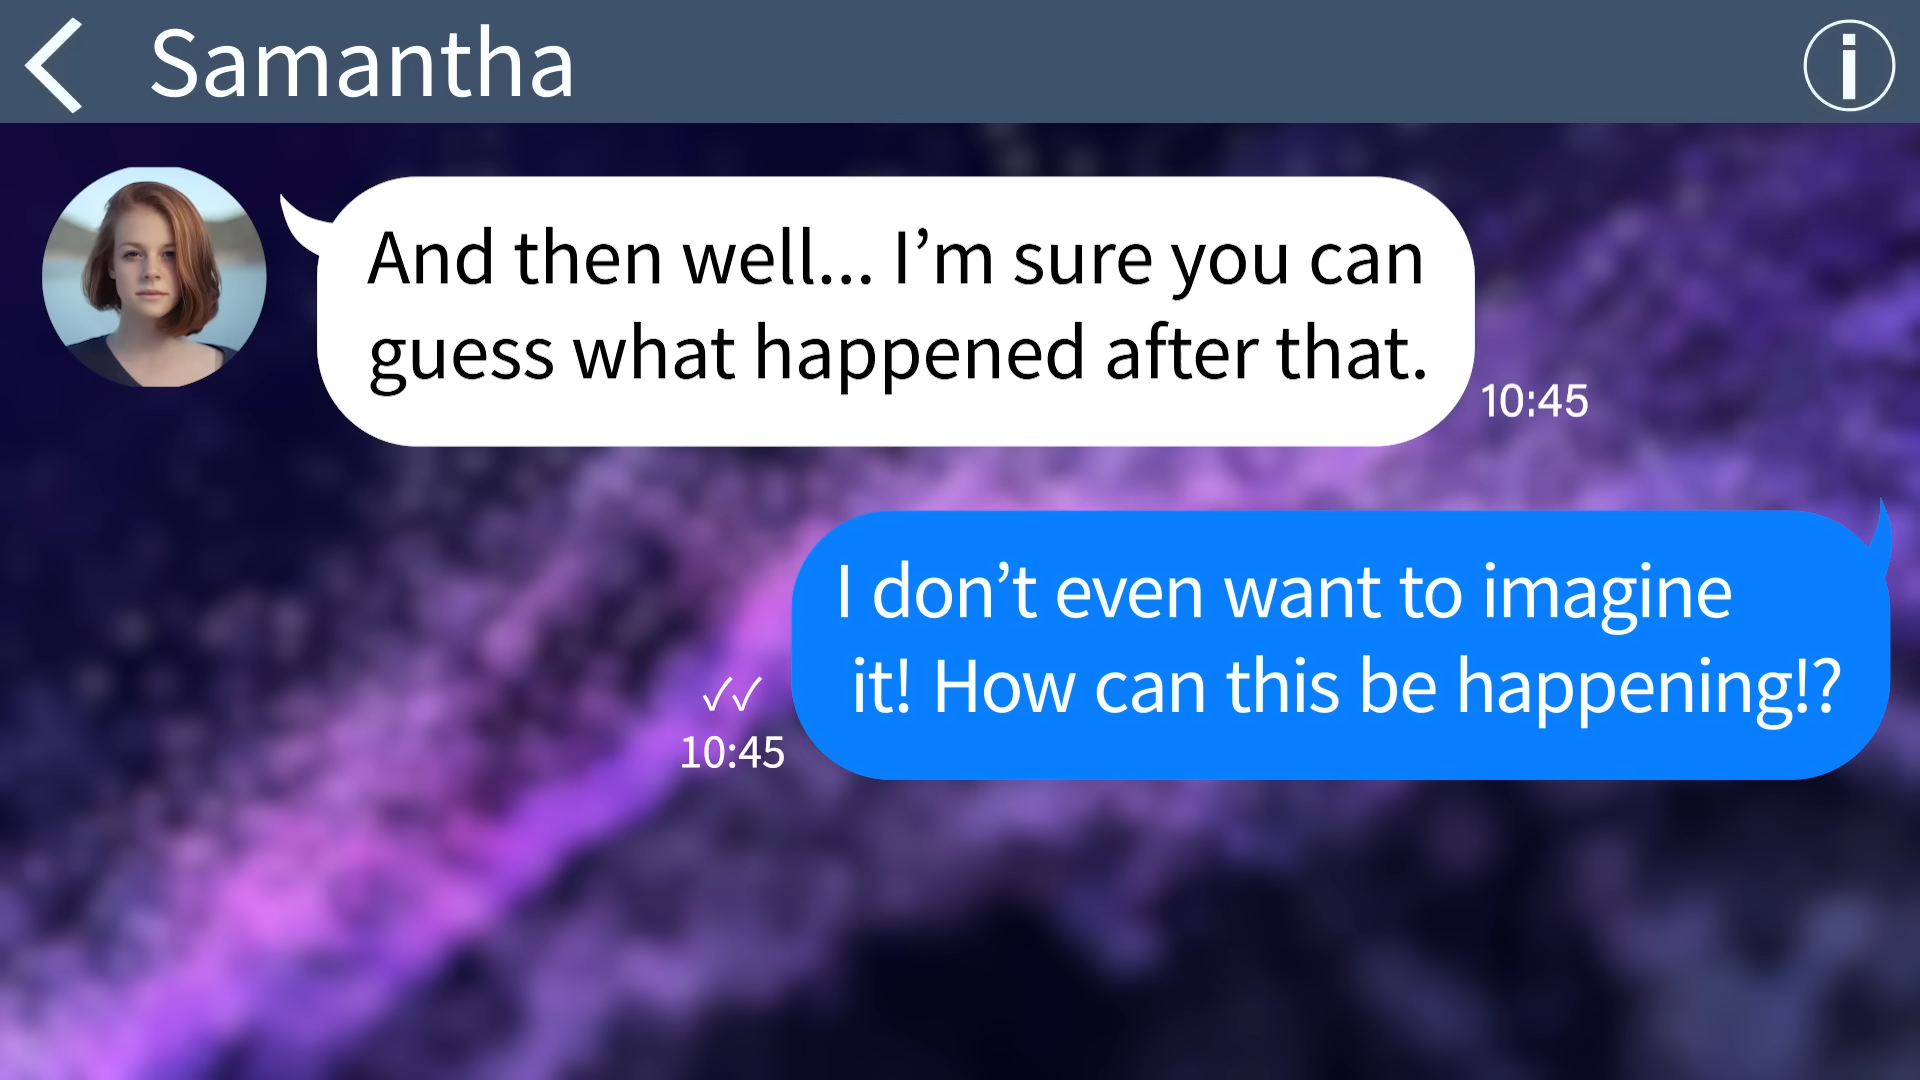 Samantha
And then well... I’m sure you can
guess what happened after that.
10:45
I don’t even want to imagine
it! How can this be happening!?
10:45